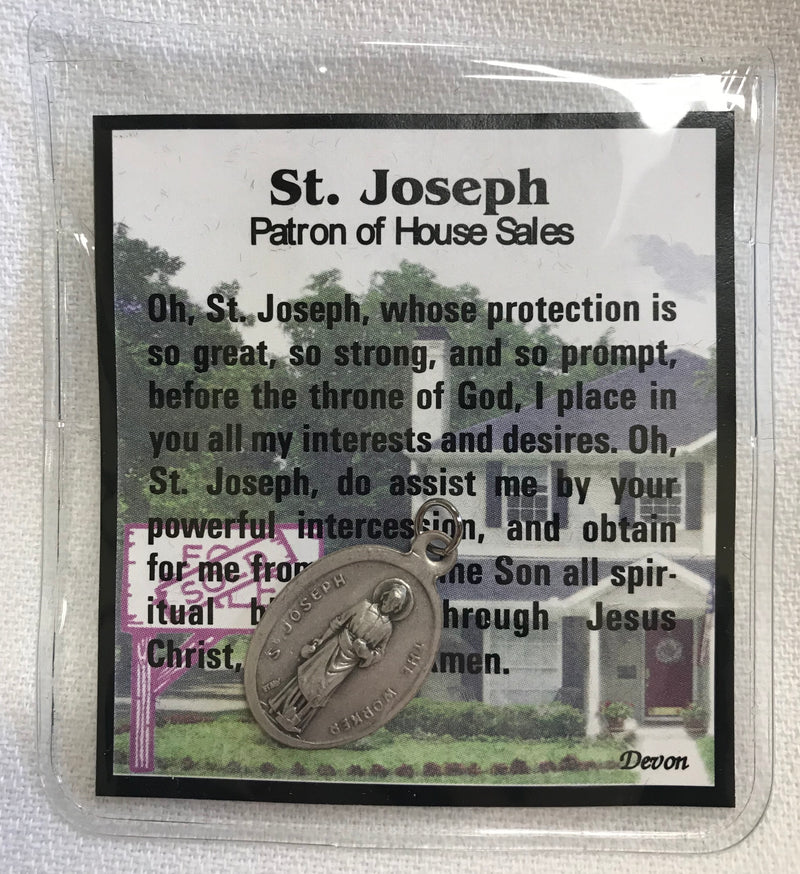 St. Joseph
Patron of House Sales
Oh, St. Joseph, whose protection is
so great, so strong, and so prompt,
before the throne of God, I place in
you all my interests and desires. Oh,
St. Joseph, do assist me by your
powerful intercession, and obtain
for me from Son all spir-
itual through Jesus
Christ, Amen.
FO
SOLD
ST JOSEPH
THE WORKER
ITALY
Devon